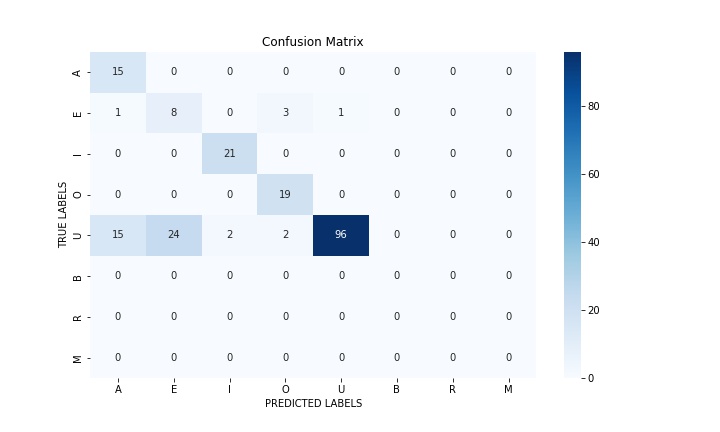 Confusion Matrix
A 15 0 0 0 0 0 0 0
E 1 8 0 3 1 0 0 0
I 0 0 21 0 0 0 0 0
O 0 0 0 19 0 0 0 0
U 15 24 2 2 96 0 0 0
B 0 0 0 0 0 0 0 0
R 0 0 0 0 0 0 0 0
M 0 0 0 0 0 0 0 0
A E I O U B R M
TRUE LABELS
PREDICTED LABELS
80
60
40
20
0